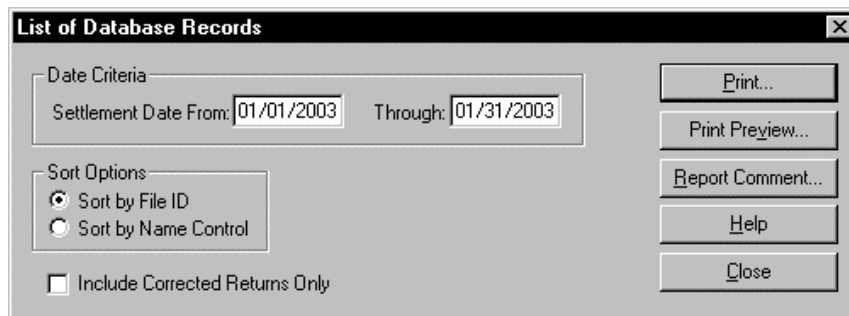 List of Database Records
Date Criteria
Settlement Date From: 01/01/2003 Through: 01/31/2003
Sort Options
Sort by File ID
Sort by Name Control
Include Corrected Returns Only
Print...
Print Preview...
Report Comment...
Help
Close